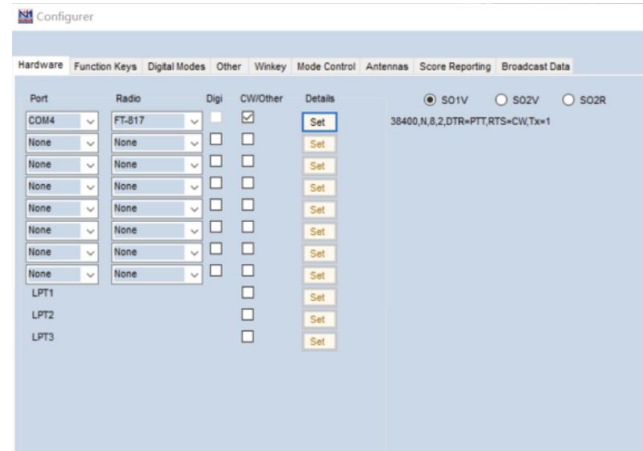 Configurer
Hardware Function Keys Digital Modes Other Winkey Mode Control Antennas Score Reporting Broadcast Data
Port Radio Digi CW/Other Details SO1V SO2V SO2R
COM4 FT-817 Set 38400,N,8,2,DTR=PTT,RTS=CW,Tx=1
None None Set
None None Set
None None Set
None None Set
None None Set
None None Set
None None Set
LPT1 Set
LPT2 Set
LPT3 Set